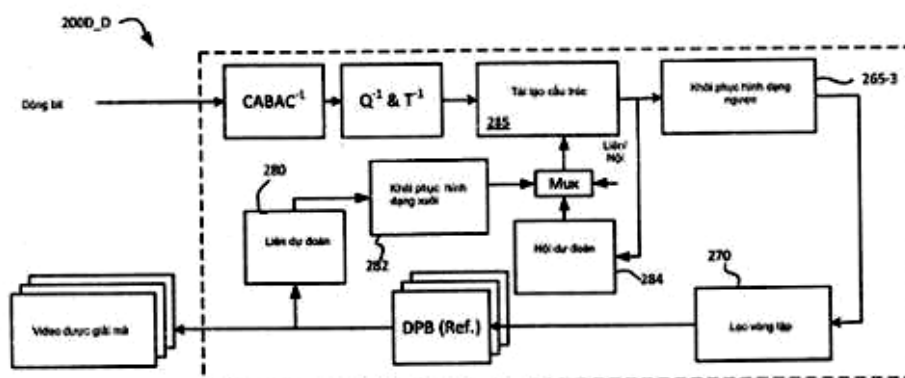 200D_D
Dòng bit
CABAC⁻¹
Q⁻¹ & T⁻¹
Tái tạo cấu trúc
285
Khôi phục hình dạng
ngược
265-3
Liên/
Nội
280
Khôi phục hình
dạng xuôi
Mux
Liên dự đoán
282
Nội dự đoán
284
270
Video được giải mã
DPB (Ref.)
Lọc vòng lặp